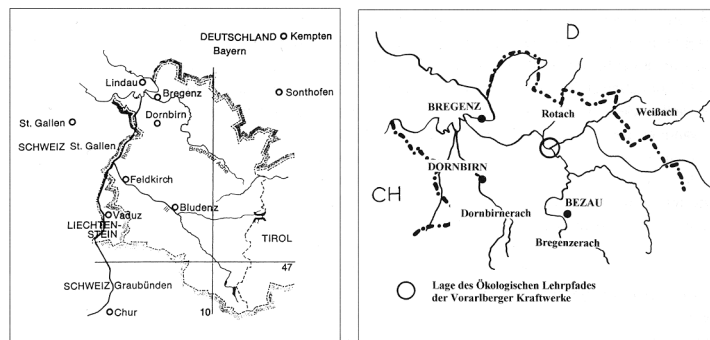 DEUTSCHLAND Kempten
Bayern
Lindau
Bregenz
Sonthofen
St. Gallen
Dornbirn
SCHWEIZ St. Gallen
Bregenzer Ache
Feldkirch
Bludenz
Vaduz
LIECHTEN-
STEIN
TIROL
47
SCHWEIZ Graubünden
Chur
10
D
BREGENZ
Rotach
Weißach
CH
DORNBIRN
BEZAU
Dornbirnerach
Bregenzerach
Lage des Ökologischen Lehrpfades
der Vorarlberger Kraftwerke